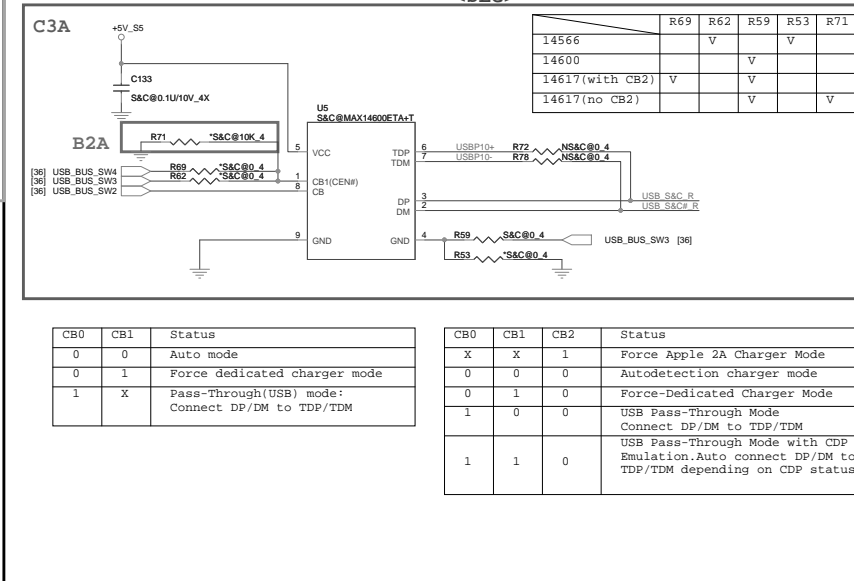 C3A
+5V_S5
C133
S&C@0.1U/10V_4X
B2A
R71 *S&C@10K_4
[36] USB_BUS_SW4 R69 *S&C@0_4
[36] USB_BUS_SW3 R62 *S&C@0_4
[36] USB_BUS_SW2
U5
S&C@MAX14600ETA+T
5 VCC
1 CB1(CEN#)
8 CB
9 GND
TDP 6 USBP10+ R72 NS&C@0_4
TDM 7 USBP10- R78 NS&C@0_4
DP 3 USB_S&C_R
DM 2 USB_S&C#_R
GND 4 R59 S&C@0_4 USB_BUS_SW3 [36]
R53 *S&C@0_4
R69 R62 R59 R53 R71
14566 V V
14600 V
14617(with CB2) V V
14617(no CB2) V V
CB0 CB1 Status
0 0 Auto mode
0 1 Force dedicated charger mode
1 X Pass-Through(USB) mode:
Connect DP/DM to TDP/TDM
CB0 CB1 CB2 Status
X X 1 Force Apple 2A Charger Mode
0 0 0 Autodetection charger mode
0 1 0 Force-Dedicated Charger Mode
1 0 0 USB Pass-Through Mode
Connect DP/DM to TDP/TDM
1 1 0 USB Pass-Through Mode with CDP
Emulation.Auto connect DP/DM to
TDP/TDM depending on CDP status